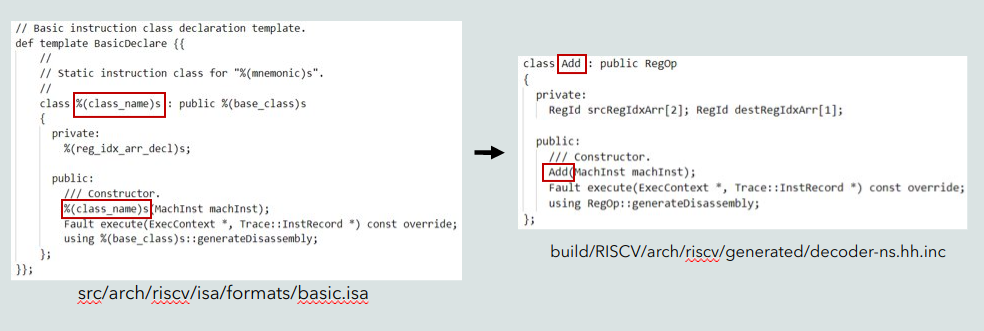 // Basic instruction class declaration template.
def template BasicDeclare {{
//
// Static instruction class for "%(mnemonic)s".
//
class %(class_name)s : public %(base_class)s
{
private:
%(reg_idx_arr_decl)s;
public:
/// Constructor.
%(class_name)s(MachInst machInst);
Fault execute(ExecContext *, Trace::InstRecord *) const override;
using %(base_class)s::generateDisassembly;
};
}};
src/arch/riscv/isa/formats/basic.isa
class Add : public RegOp
{
private:
RegId srcRegIdxArr[2]; RegId destRegIdxArr[1];
public:
/// Constructor.
Add(MachInst machInst);
Fault execute(ExecContext *, Trace::InstRecord *) const override;
using RegOp::generateDisassembly;
};
build/RISCV/arch/riscv/generated/decoder-ns.hh.inc